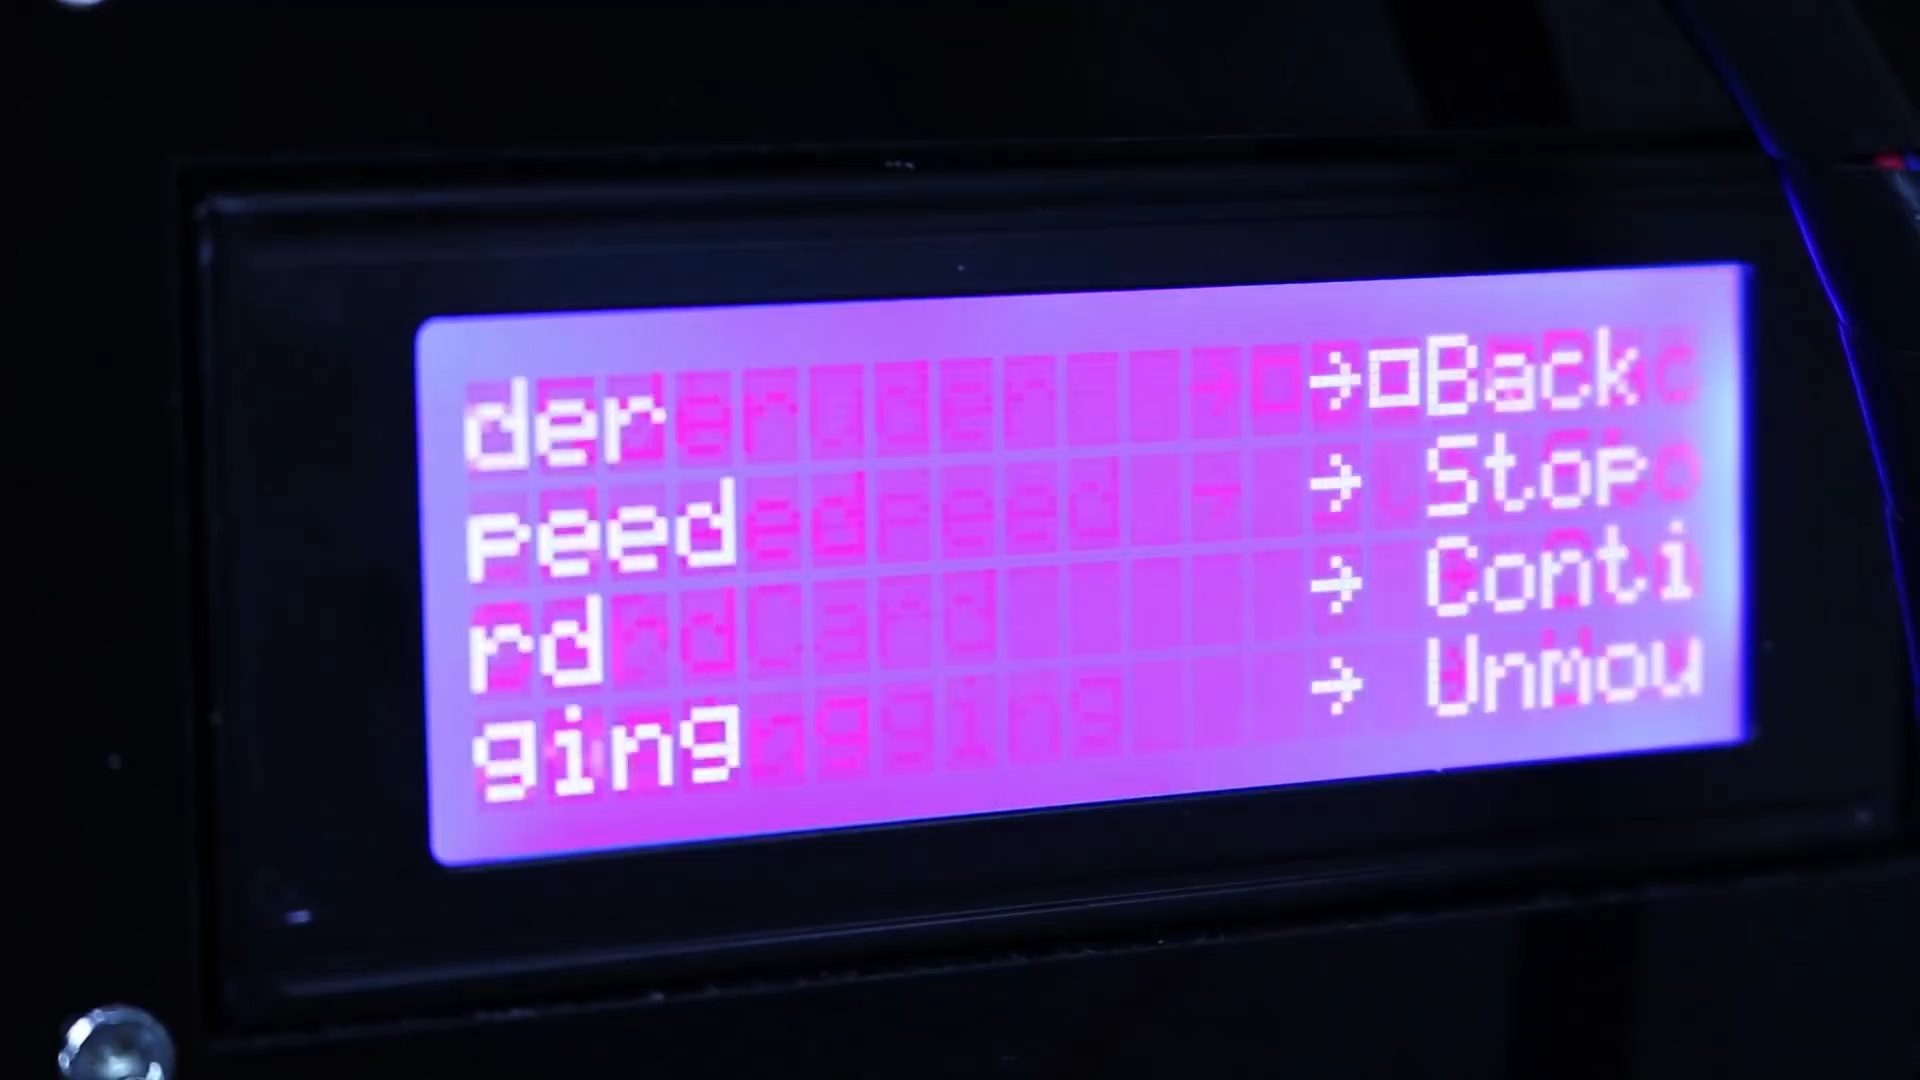 der →□Back
peed → Stop
rd → Conti
ging → Unmou